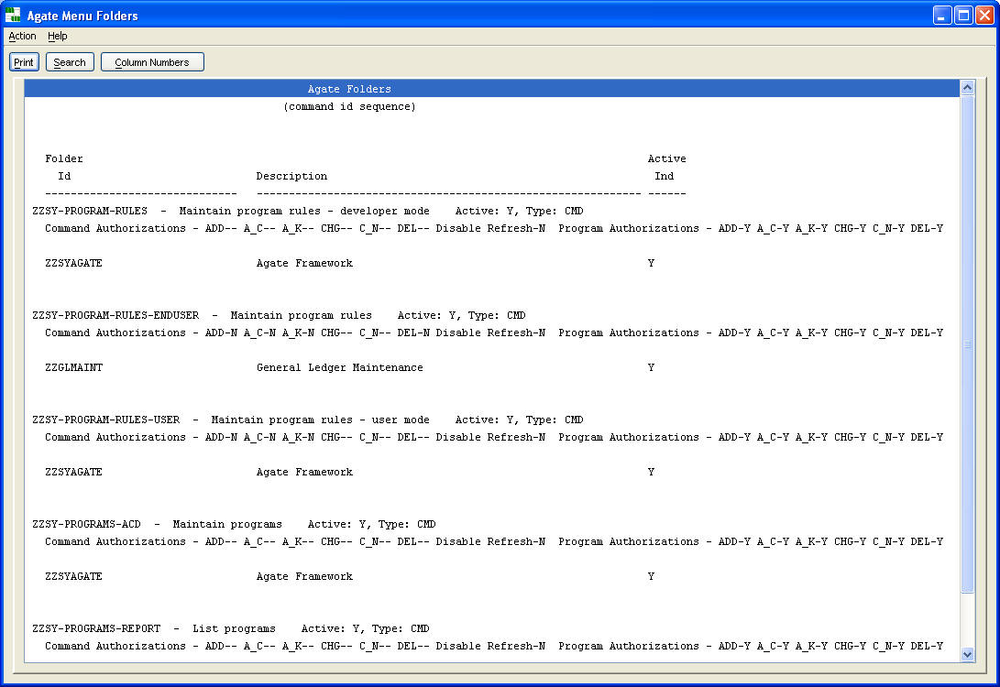 Agate Menu Folders
Action Help
Print Search Column Numbers
Agate Folders
(command id sequence)
Folder Active
Id Description Ind
------------------------------ ------------------------------------------------------------ ------
ZZSY-PROGRAM-RULES - Maintain program rules - developer mode Active: Y, Type: CMD
Command Authorizations - ADD-- A_C-- A_K-- CHG-- C_N-- DEL-- Disable Refresh-N Program Authorizations - ADD-Y A_C-Y A_K-Y CHG-Y C_N-Y DEL-Y
ZZSYAGATE Agate Framework Y
ZZSY-PROGRAM-RULES-ENDUSER - Maintain program rules Active: Y, Type: CMD
Command Authorizations - ADD-N A_C-N A_K-N CHG-- C_N-- DEL-N Disable Refresh-N Program Authorizations - ADD-Y A_C-Y A_K-Y CHG-Y C_N-Y DEL-Y
ZZGLMAINT General Ledger Maintenance Y
ZZSY-PROGRAM-RULES-USER - Maintain program rules - user mode Active: Y, Type: CMD
Command Authorizations - ADD-N A_C-N A_K-N CHG-- C_N-- DEL-- Disable Refresh-N Program Authorizations - ADD-Y A_C-Y A_K-Y CHG-Y C_N-Y DEL-Y
ZZSYAGATE Agate Framework Y
ZZSY-PROGRAMS-ACD - Maintain programs Active: Y, Type: CMD
Command Authorizations - ADD-- A_C-- A_K-- CHG-- C_N-- DEL-- Disable Refresh-N Program Authorizations - ADD-Y A_C-Y A_K-Y CHG-Y C_N-Y DEL-Y
ZZSYAGATE Agate Framework Y
ZZSY-PROGRAMS-REPORT - List programs Active: Y, Type: CMD
Command Authorizations - ADD-- A_C-- A_K-- CHG-- C_N-- DEL-- Disable Refresh-N Program Authorizations - ADD-Y A_C-Y A_K-Y CHG-Y C_N-Y DEL-Y